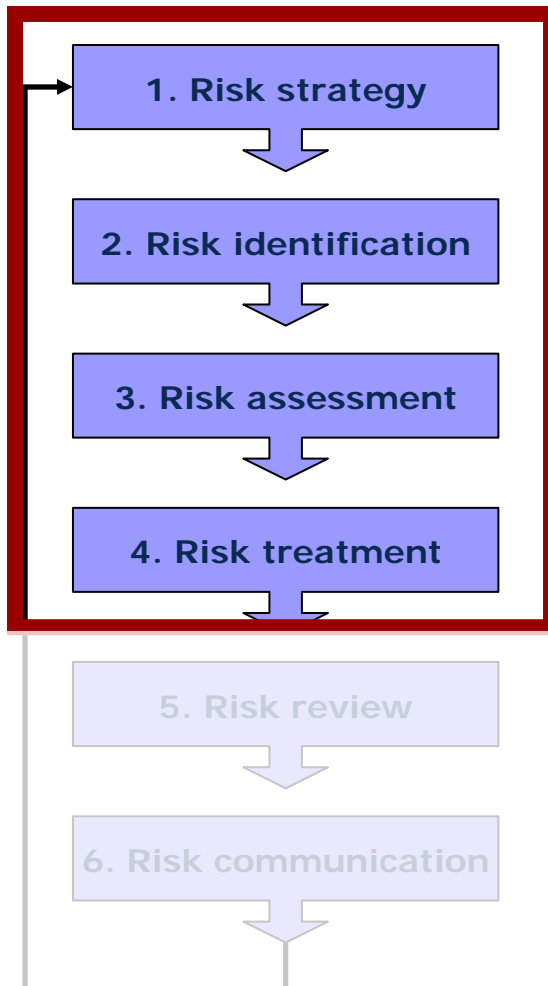 1. Risk strategy
2. Risk identification
3. Risk assessment
4. Risk treatment
5. Risk review
6. Risk communication